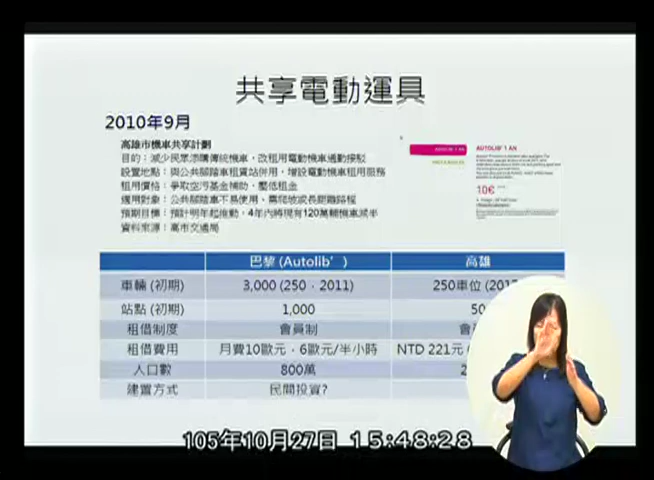 共享電動運具
2010年9月
高雄市機車共享計劃
目的：減少民眾添購傳統機車，改租用電動機車通勤接駁
設置地點：與公共腳踏車租賃站併用，增設電動機車租用服務
租用價格：爭取空污基金補助，壓低租金
適用對象：公共腳踏車不易使用、需爬坡或長距離路程
預期目標：預計明年起推動，4年內將現有120萬輛機車減半
資料來源：高市交通局
AUTOLIB' 1 AN
10€
巴黎 (Autolib') 高雄
車輛 (初期) 3,000 (250，2011) 250車位
站點 (初期) 1,000 50
租借制度 會員制
租借費用 月費10歐元，6歐元/半小時 NTD 221元
人口數 800萬
建置方式 民間投資?
105年10月27日 15:48:28